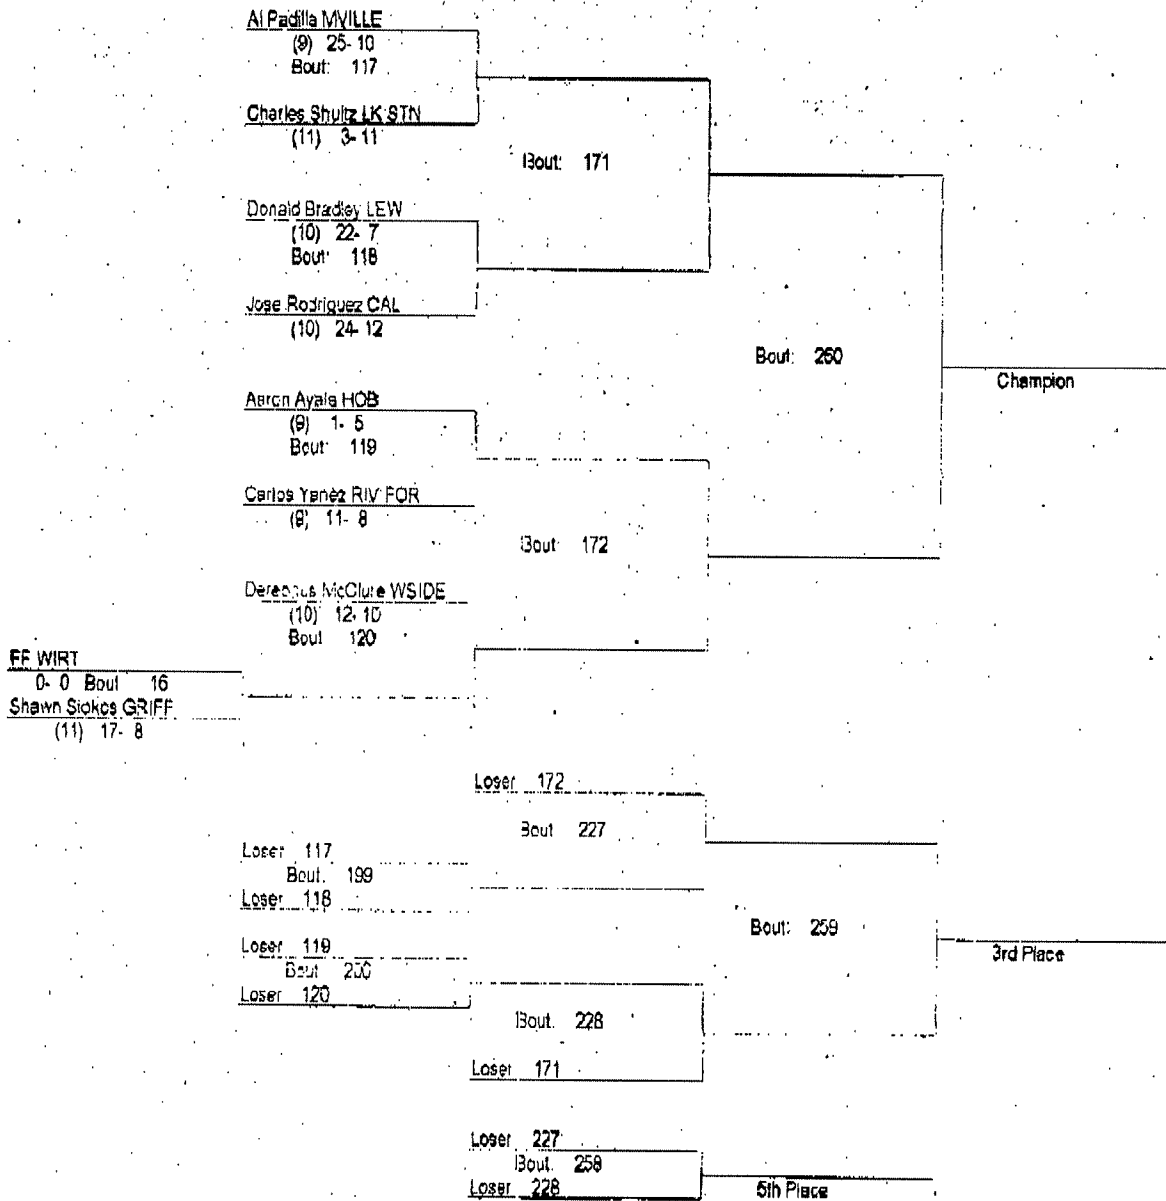 Al Padilla MVILLE
(9) 25- 10
Bout: 117
Charles Shultz LK STN
(11) 3- 11
Bout: 171
Donald Bradley LEW
(10) 22- 7
Bout: 118
Jose Rodriguez CAL
(10) 24- 12
Bout: 260
Champion
Aaron Ayala HOB
(9) 1- 5
Bout: 119
Carlos Yanez RIV FOR
(9) 11- 8
Bout: 172
McClure WSIDE
(10) 12- 10
Bout 120
FF WIRT
0- 0 Bout 16
Shawn Stokes GRIFF
(11) 17- 8
Loser 172
Bout 227
Loser 117
Bout. 199
Loser 118
Bout: 259
3rd Place
Loser 119
Bout 200
Loser 120
Bout. 228
Loser 171
Loser 227
Bout. 258
Loser 228
5th Place